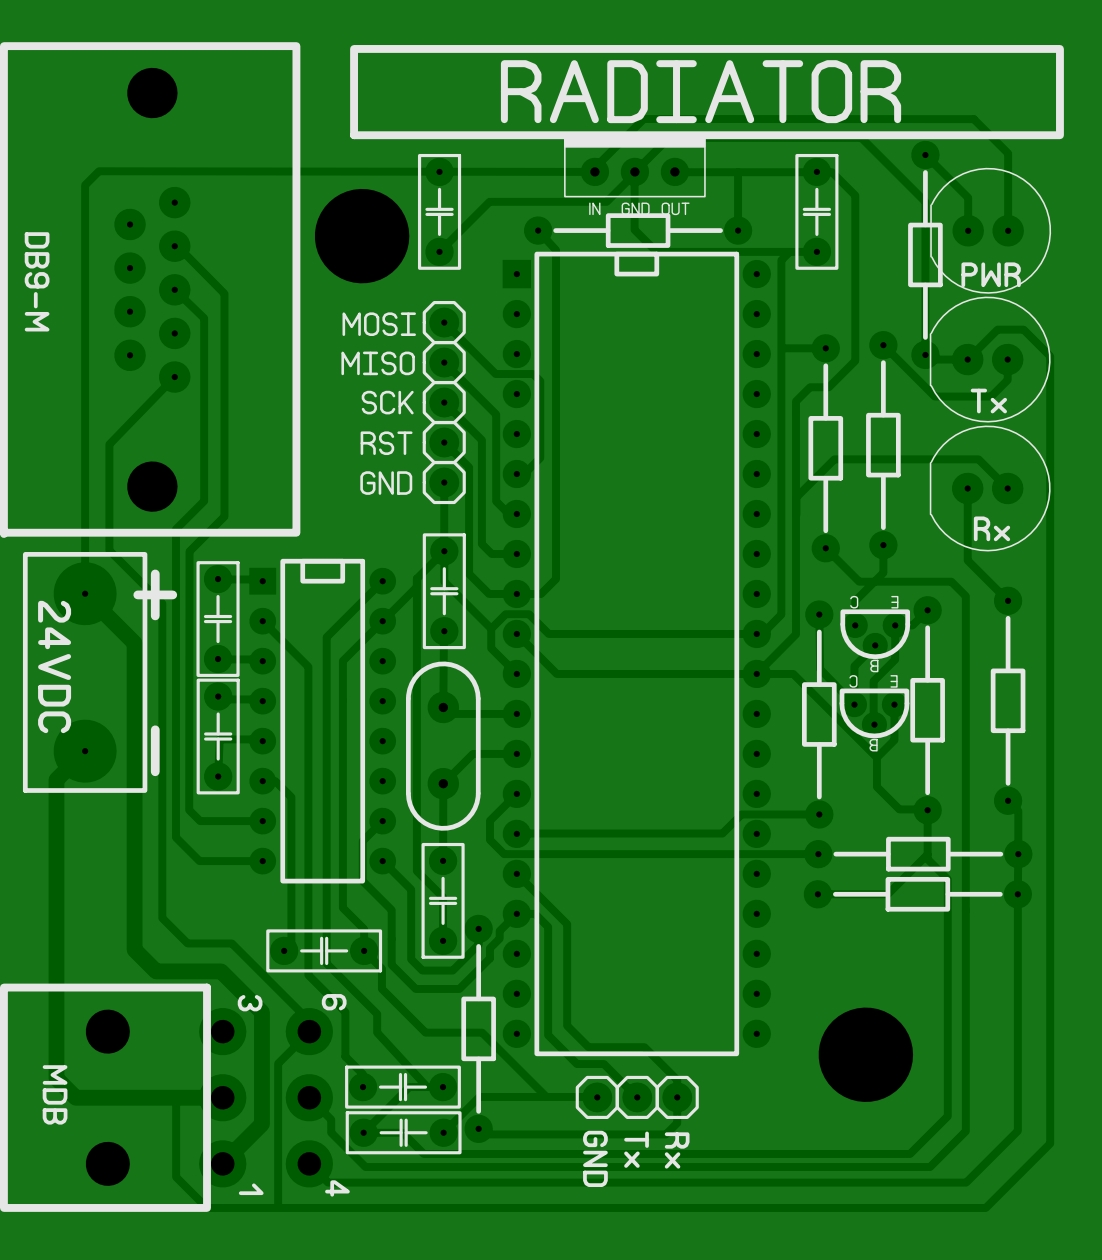 RADIATOR
IN GND OUT
DB9-M
PWR
MOSI
MISO
SCK
RST
GND
Tx
Rx
24VDC
+
-
C E
B
C E
B
3 6
MDB
1 4
GND
Tx
Rx